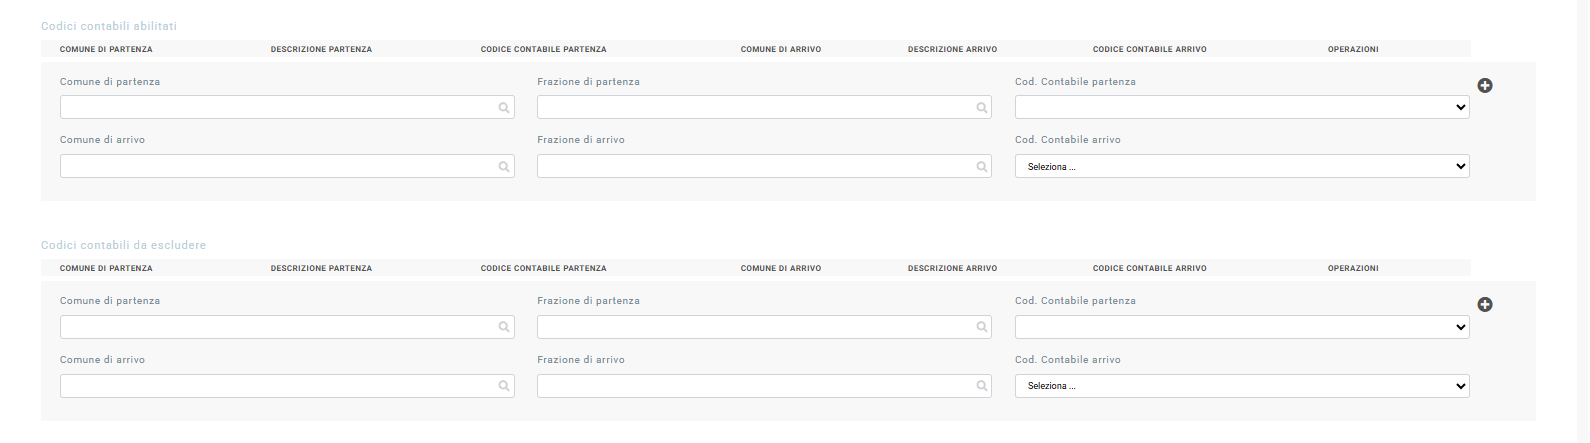 Codici contabili abilitati
COMUNE DI PARTENZA DESCRIZIONE PARTENZA CODICE CONTABILE PARTENZA COMUNE DI ARRIVO DESCRIZIONE ARRIVO CODICE CONTABILE ARRIVO OPERAZIONI
Comune di partenza Frazione di partenza Cod. Contabile partenza
Comune di arrivo Frazione di arrivo Cod. Contabile arrivo
Seleziona ...
Codici contabili da escludere
COMUNE DI PARTENZA DESCRIZIONE PARTENZA CODICE CONTABILE PARTENZA COMUNE DI ARRIVO DESCRIZIONE ARRIVO CODICE CONTABILE ARRIVO OPERAZIONI
Comune di partenza Frazione di partenza Cod. Contabile partenza
Comune di arrivo Frazione di arrivo Cod. Contabile arrivo
Seleziona ...